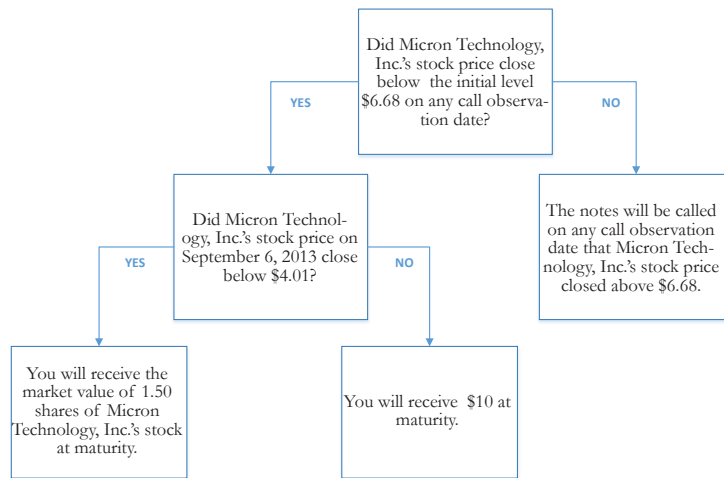 Did Micron Technology,
Inc.'s stock price close
below the initial level
$6.68 on any call observa-
tion date?
YES
NO
Did Micron Technol-
ogy, Inc.'s stock price on
September 6, 2013 close
below $4.01?
The notes will be called
on any call observation
date that Micron Tech-
nology, Inc.'s stock price
closed above $6.68.
YES
NO
You will receive the
market value of 1.50
shares of Micron
Technology, Inc.'s stock
at maturity.
You will receive $10 at
maturity.